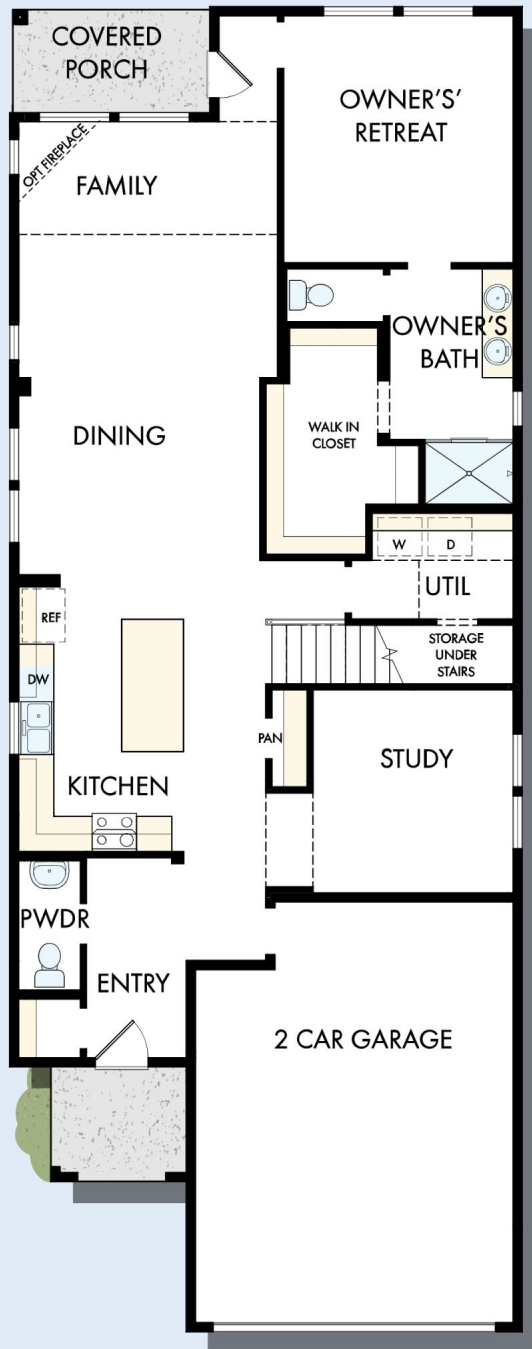 COVERED
PORCH
OWNER'S'
RETREAT
OPT FIREPLACE
FAMILY
OWNER'S
BATH
DINING
WALK IN
CLOSET
W
D
UTIL
REF
STORAGE
UNDER
STAIRS
DW
PAN
STUDY
KITCHEN
PWDR
ENTRY
2 CAR GARAGE